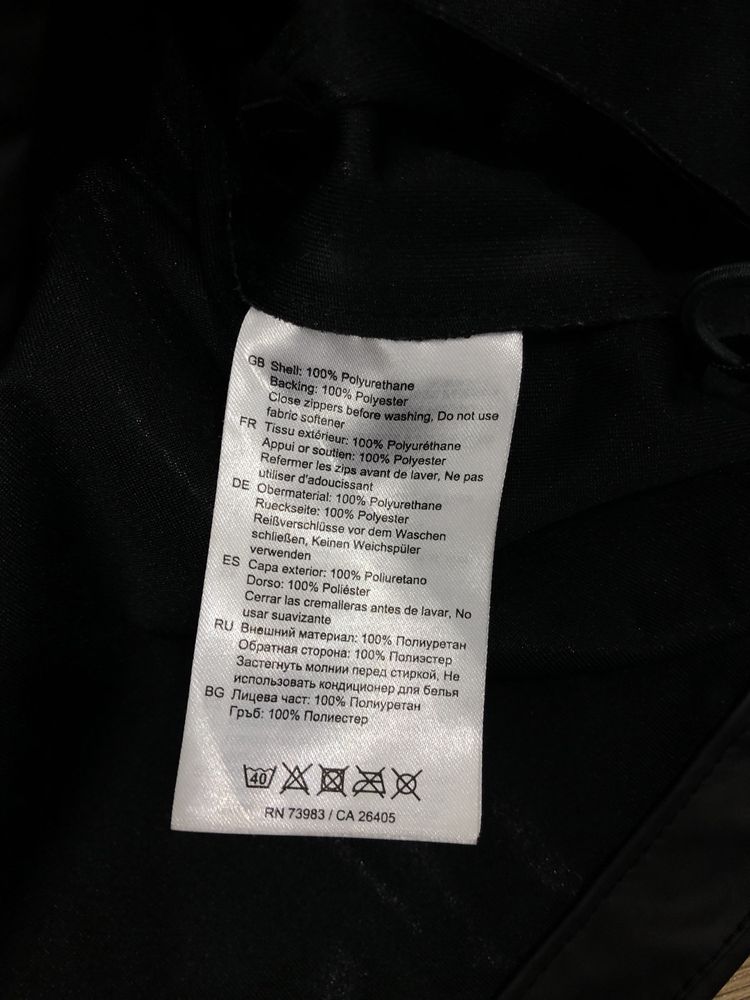 GB Shell: 100% Polyurethane
Backing: 100% Polyester
Close zippers before washing, Do not use
fabric softener
FR Tissu extérieur: 100% Polyuréthane
Appui or soutien: 100% Polyester
Refermer les zips avant de laver, Ne pas
utiliser d'adoucissant
DE Obermaterial: 100% Polyurethane
Rueckseite: 100% Polyester
Reißverschlüsse vor dem Waschen
schließen, Keinen Weichspüler
verwenden
ES Capa exterior: 100% Poliuretano
Dorso: 100% Poliéster
Cerrar las cremalleras antes de lavar, No
usar suavizante
RU Внешний материал: 100% Полиуретан
Обратная сторона: 100% Полиэстер
Застегнуть молнии перед стиркой, Не
использовать кондиционер для белья
BG Лицева част: 100% Полиуретан
Гръб: 100% Полиестер
40
RN 73983 / CA 26405